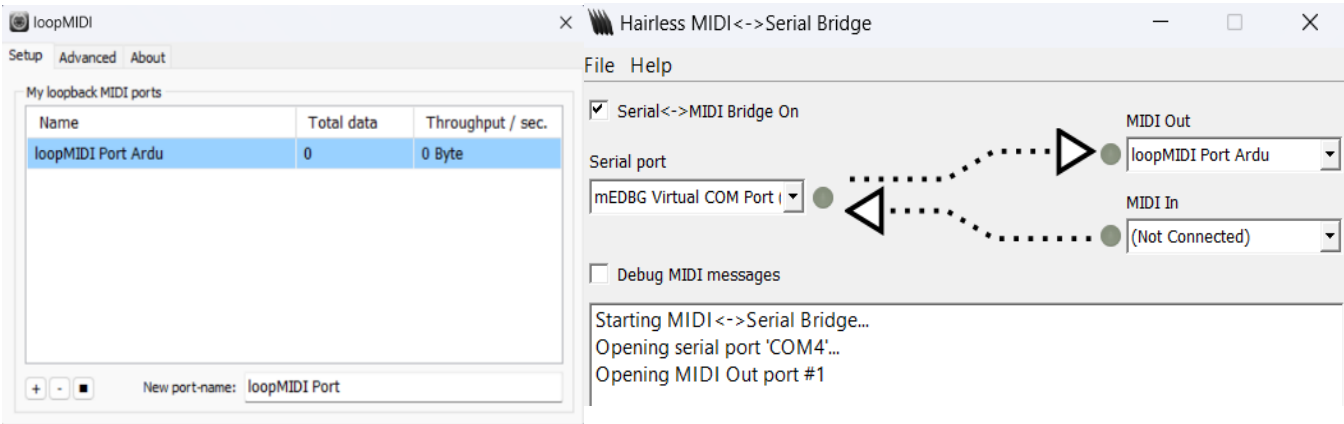 loopMIDI
Setup Advanced About
My loopback MIDI ports
Name Total data Throughput / sec.
loopMIDI Port Ardu 0 0 Byte
+ - New port-name: loopMIDI Port
Hairless MIDI<->Serial Bridge
File Help
Serial<->MIDI Bridge On
MIDI Out
loopMIDI Port Ardu
Serial port
mEDBG Virtual COM Port (
MIDI In
(Not Connected)
Debug MIDI messages
Starting MIDI<->Serial Bridge...
Opening serial port 'COM4'...
Opening MIDI Out port #1